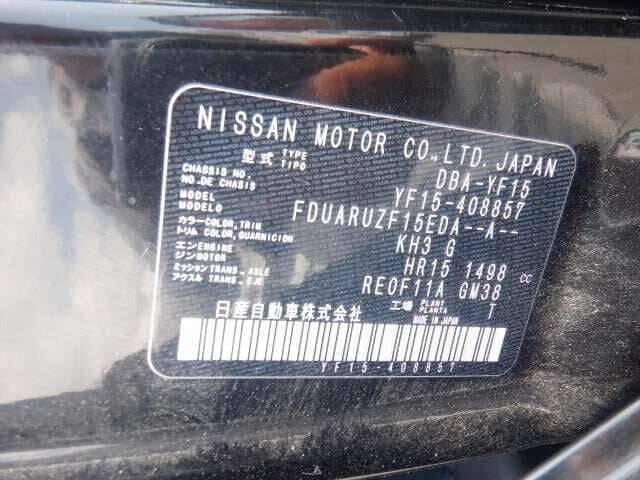 NISSAN MOTOR CO.,LTD. JAPAN
型式 TYPE TIPO DBA-YF15
CHASSIS NO. NO.DE CHASIS YF15-408857
MODEL MODELO FDUARUZF15EDA--A--
カラー COLOR,TRIM トリム COLOR,GUARNICION KH3 G
エンジン ENGINE MOTOR HR15 1498 cc
ミッション TRANS., AXLE アクスル TRANS., EJE RE0F11A GM38
日産自動車株式会社 工場 PLANT PLANTA T
MADE IN JAPAN
YF15-408857